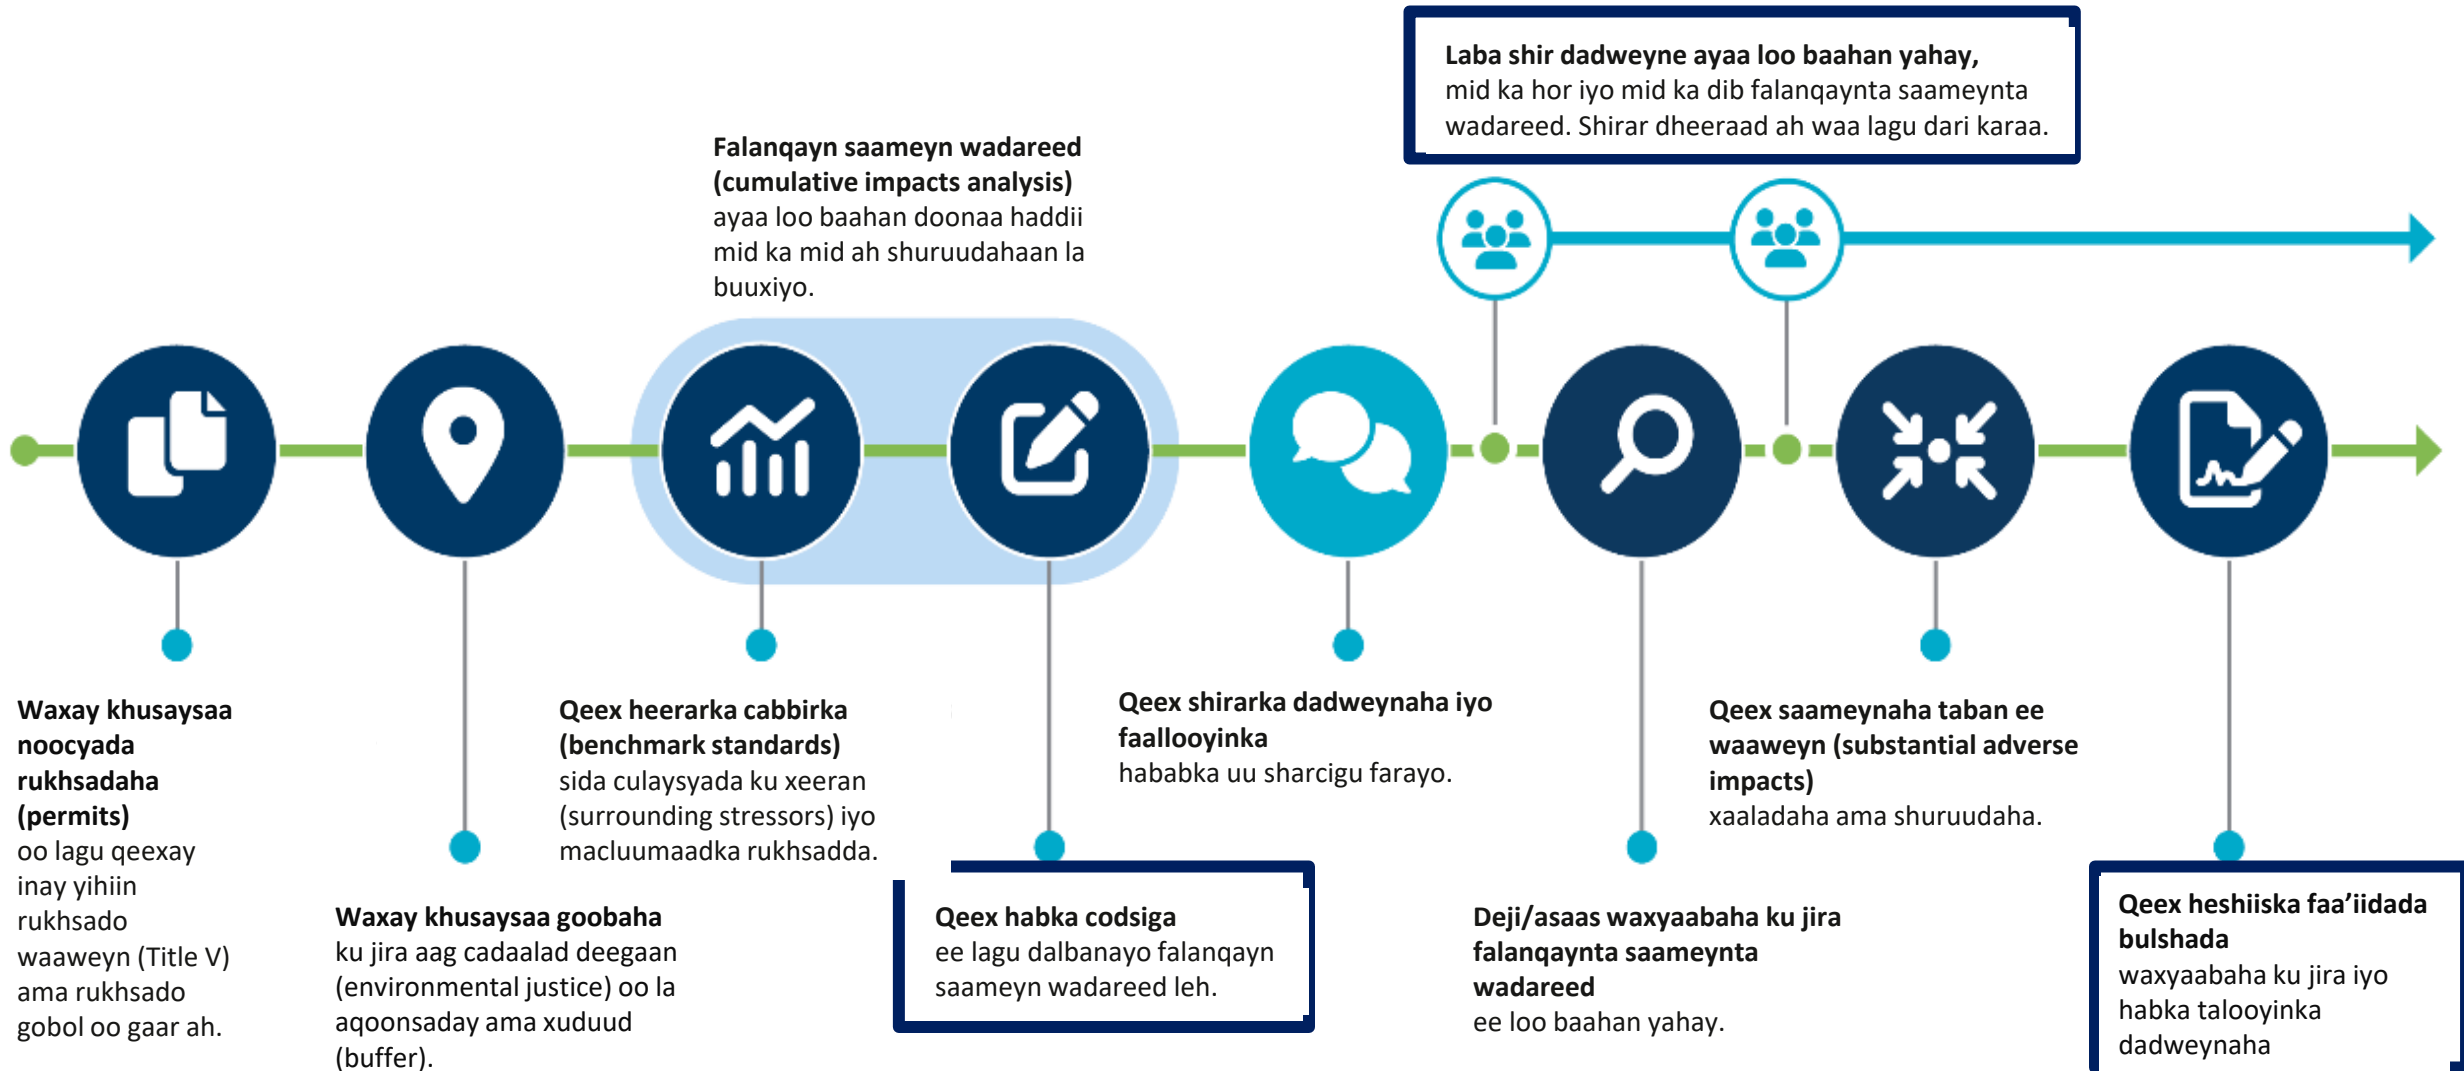 Laba shir dadweyne ayaa loo baahan yahay,
mid ka hor iyo mid ka dib falanqaynta saameynta
wadareed. Shirar dheeraad ah waa lagu dari karaa.
Falanqayn saameyn wadareed
(cumulative impacts analysis)
ayaa loo baahan doonaa haddii
mid ka mid ah shuruudahaan la
buuxiyo.
Waxay khusaysaa
noocyada
rukhsadaha
(permits)
oo lagu qeexay
inay yihiin
rukhsado
waaweyn (Title V)
ama rukhsado
gobol oo gaar ah.
Waxay khusaysaa goobaha
ku jira aag cadaalad deegaan
(environmental justice) oo la
aqoonsaday ama xuduud
(buffer).
Qeex heerarka cabbirka
(benchmark standards)
sida culaysyada ku xeeran
(surrounding stressors) iyo
macluumaadka rukhsadda.
Qeex habka codsiga
ee lagu dalbanayo falanqayn
saameyn wadareed leh.
Qeex shirarka dadweynaha iyo
faallooyinka
hababka uu sharcigu farayo.
Deji/asaas waxyaabaha ku jira
falanqaynta saameynta
wadareed
ee loo baahan yahay.
Qeex saameynaha taban ee
waaweyn (substantial adverse
impacts)
xaaladaha ama shuruudaha.
Qeex heshiiska faa’iidada
bulshada
waxyaabaha ku jira iyo
habka talooyinka
dadweynaha